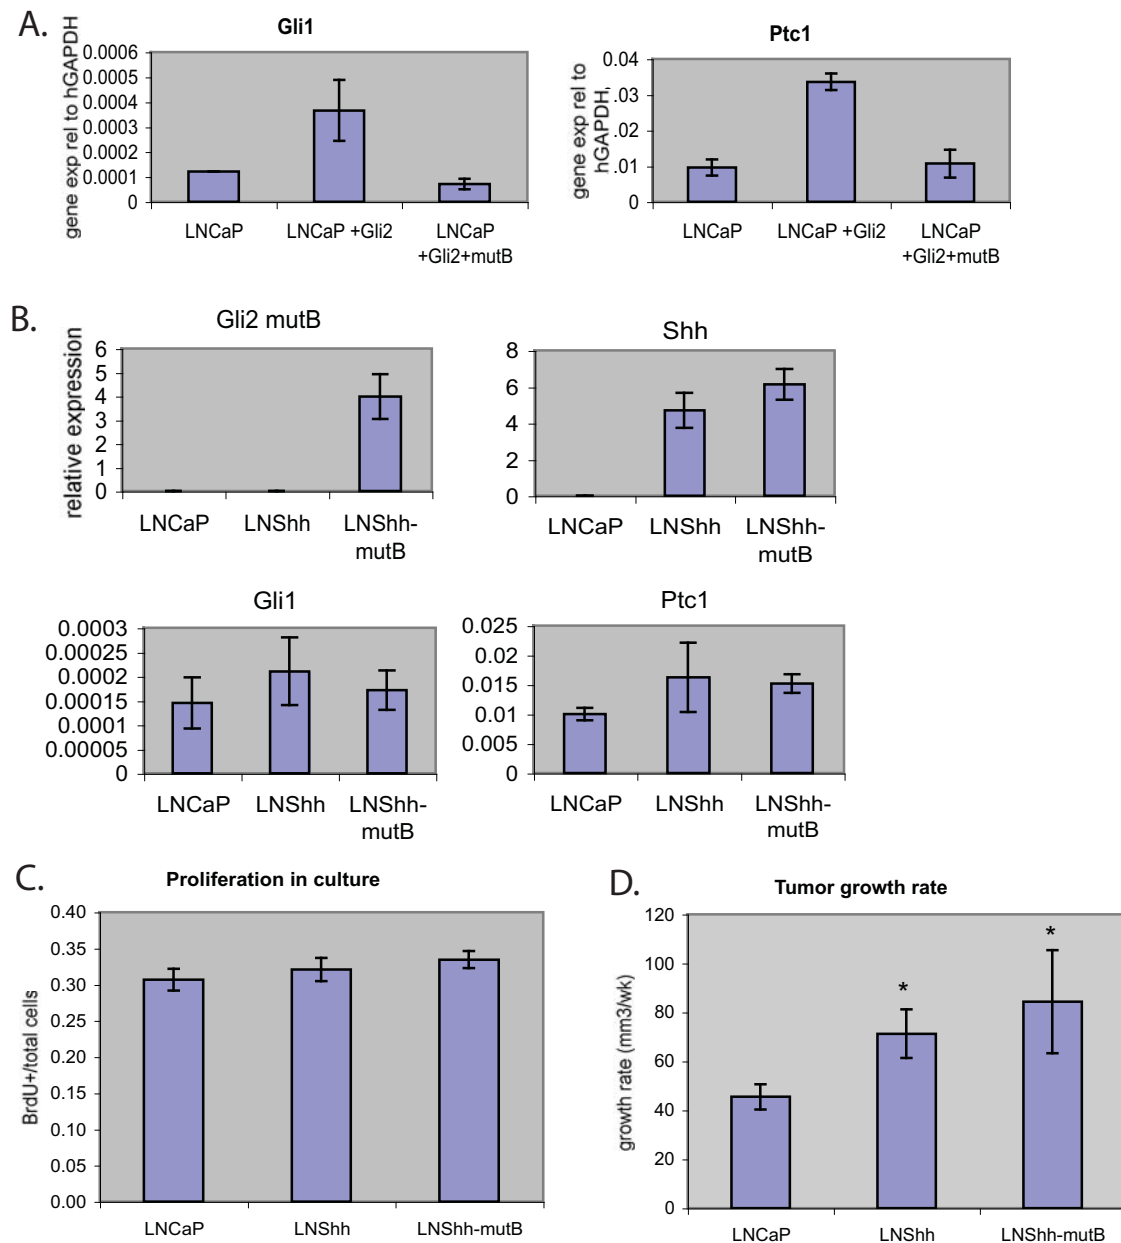 A.
Gli1
gene exp rel to hGAPDH
0.0006
0.0005
0.0004
0.0003
0.0002
0.0001
0
LNCaP
LNCaP +Gli2
LNCaP
+Gli2+mutB
Ptc1
gene exp rel to
hGAPDH,
0.04
.03
.02
.01
0
LNCaP
LNCaP +Gli2
LNCaP
+Gli2+mutB
B.
Gli2 mutB
relative expression
6
5
4
3
2
1
0
LNCaP
LNShh
LNShh-
mutB
Shh
8
6
4
2
0
LNCaP
LNShh
LNShh-
mutB
Gli1
0.0003
0.00025
0.0002
0.00015
0.0001
0.00005
0
LNCaP
LNShh
LNShh-
mutB
Ptc1
0.025
0.02
0.015
0.01
0.005
0
LNCaP
LNShh
LNShh-
mutB
C.
Proliferation in culture
BrdU+/total cells
0.40
0.35
0.30
0.25
0.20
0.15
0.10
0.05
0.00
LNCaP
LNShh
LNShh-mutB
D.
Tumor growth rate
growth rate (mm3/wk)
120
100
80
60
40
20
0
*
*
LNCaP
LNShh
LNShh-mutB